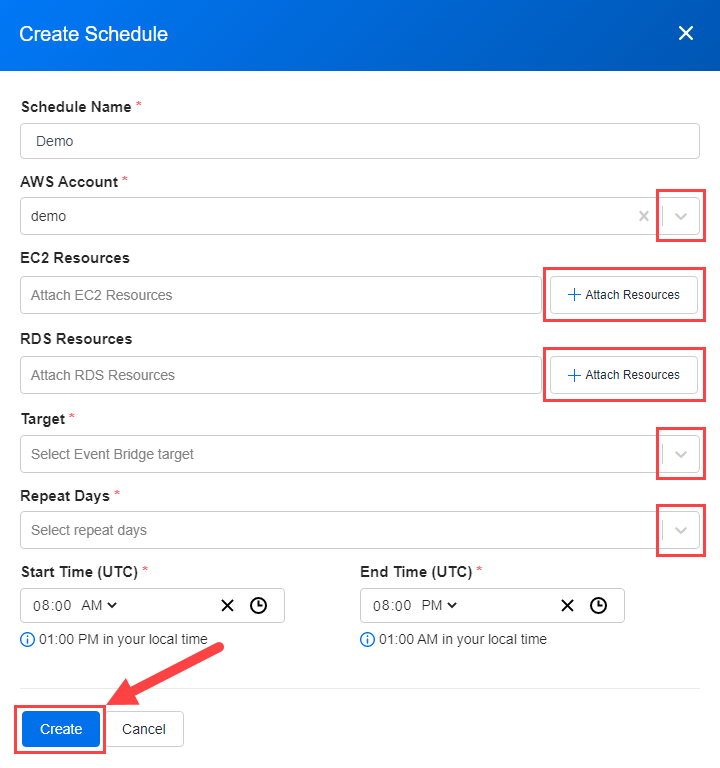 Create Schedule
Schedule Name *
Demo
AWS Account *
demo
EC2 Resources
Attach EC2 Resources
Attach Resources
RDS Resources
Attach RDS Resources
Attach Resources
Target *
Select Event Bridge target
Repeat Days *
Select repeat days
Start Time (UTC) *
End Time (UTC) *
08:00 AM
08:00 PM
01:00 PM in your local time
01:00 AM in your local time
Create
Cancel